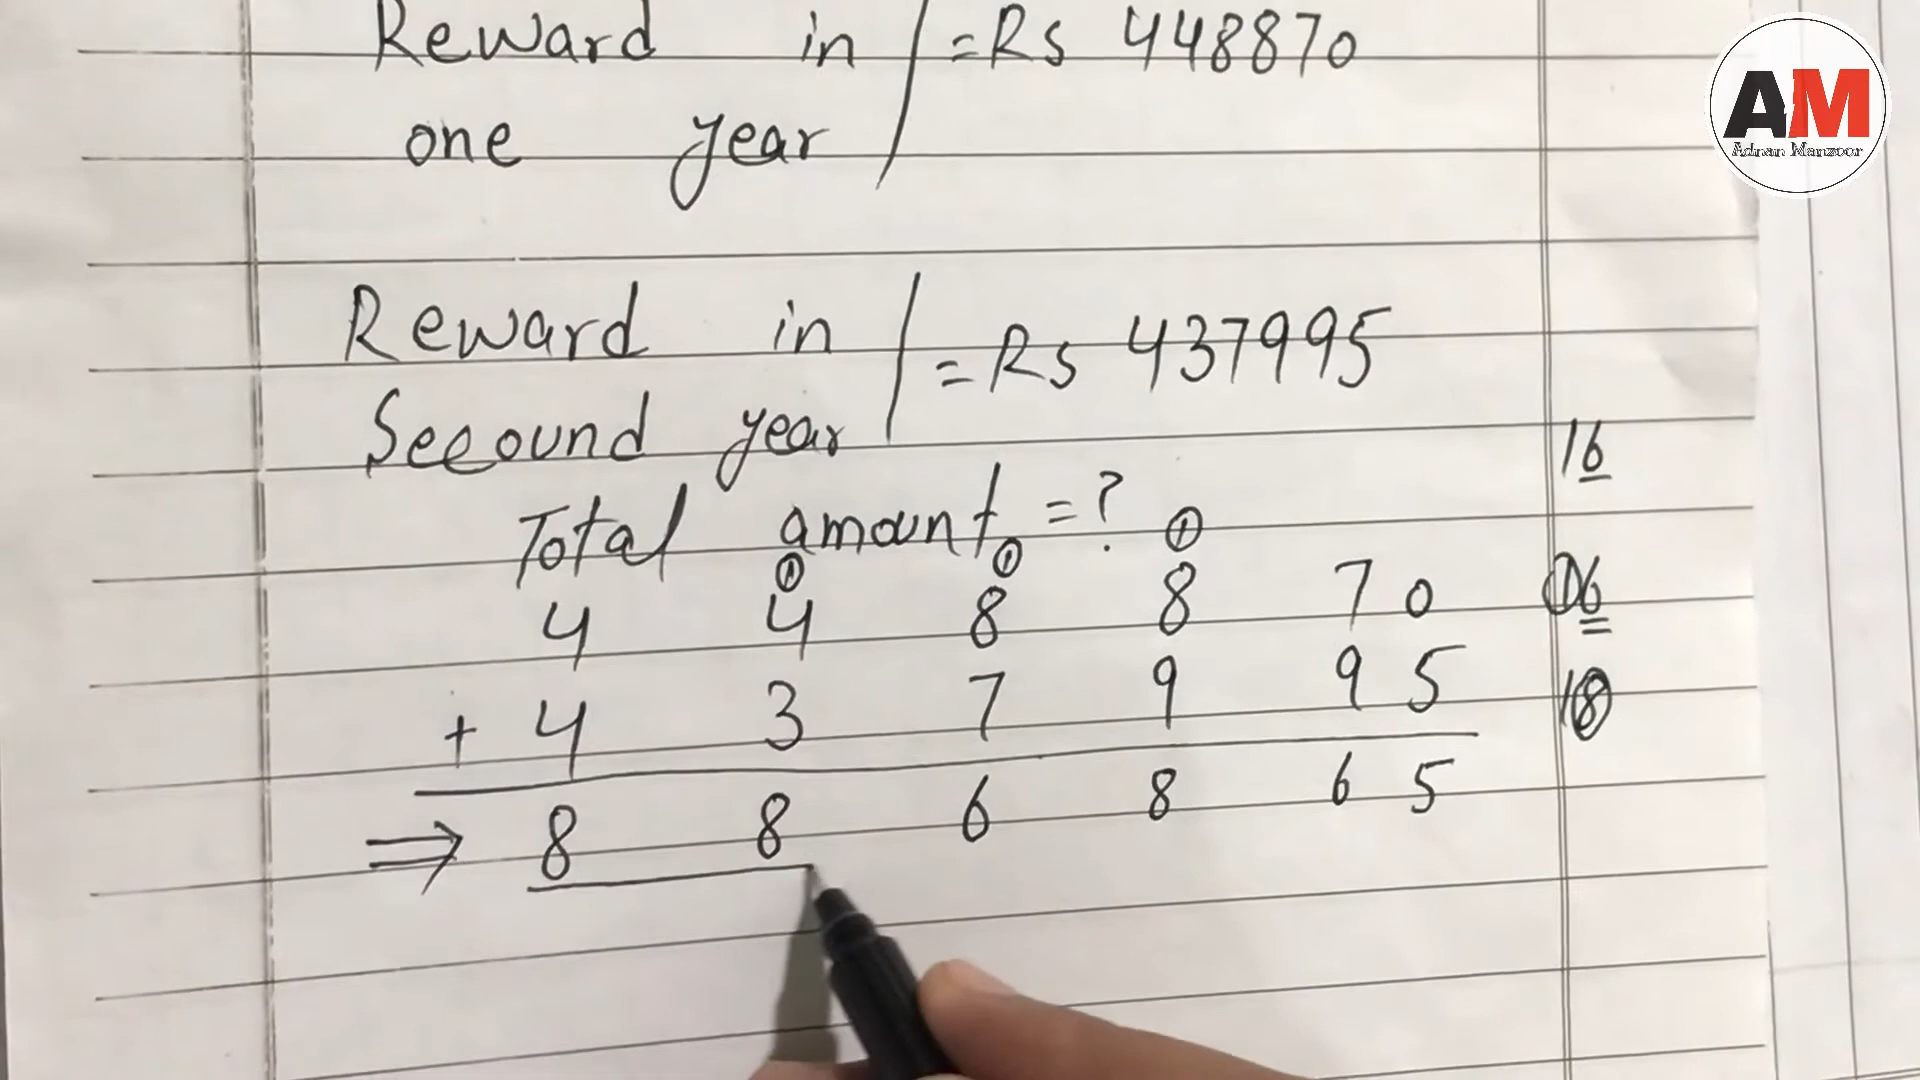 Reward in = Rs 448870
one year
Reward in = Rs 437995
Secound year
Total amount = ?
1 1 1
4 4 8 8 7 0
+ 4 3 7 9 9 5
⇒ 8 8 6 8 6 5
16
16
18
AM
Adnan Manzoor